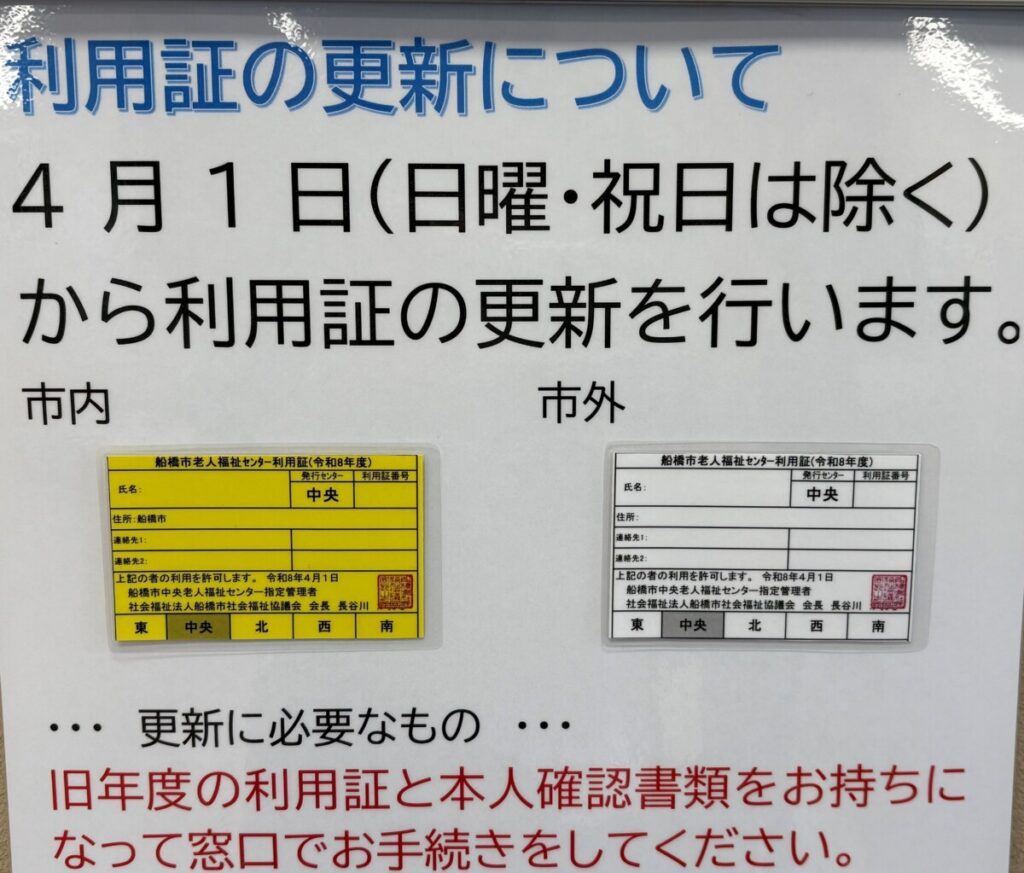 利用証の更新について
4月1日(日曜・祝日は除く)
から利用証の更新を行います。
市内
市外
船橋市老人福祉センター利用証(令和8年度)
氏名:
発行センター
利用証番号
中央
住所:船橋市
連絡先1:
連絡先2:
上記の者の利用を許可します。 令和8年4月1日
船橋市中央老人福祉センター指定管理者
社会福祉法人船橋市社会福祉協議会 会長 長谷川
東 中央 北 西 南
船橋市老人福祉センター利用証(令和8年度)
氏名:
発行センター
利用証番号
中央
住所:
連絡先1:
連絡先2:
上記の者の利用を許可します。 令和8年4月1日
船橋市中央老人福祉センター指定管理者
社会福祉法人船橋市社会福祉協議会 会長 長谷川
東 中央 北 西 南
・・・ 更新に必要なもの ・・・
旧年度の利用証と本人確認書類をお持ちに
なって窓口でお手続きをしてください。